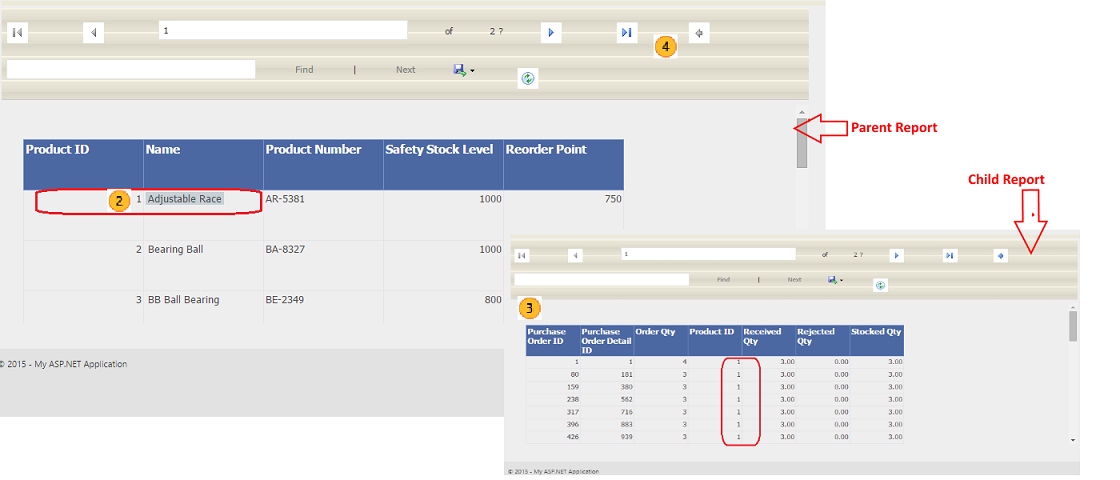 1 of 2 ?
4
Find | Next
Parent Report
Product ID Name Product Number Safety Stock Level Reorder Point
2 1 Adjustable Race AR-5381 1000 750
2 Bearing Ball BA-8327 1000
3 BB Ball Bearing BE-2349 800
© 2015 - My ASP.NET Application
Child Report
1 of 2 ?
Find | Next
3
Purchase Order ID Purchase Order Detail ID Order Qty Product ID Received Qty Rejected Qty Stocked Qty
1 1 4 1 3.00 0.00 3.00
80 181 3 1 3.00 0.00 3.00
159 380 3 1 3.00 0.00 3.00
238 562 3 1 3.00 0.00 3.00
317 716 3 1 3.00 0.00 3.00
396 883 3 1 3.00 0.00 3.00
426 939 3 1 3.00 0.00 3.00
© 2015 - My ASP.NET Application